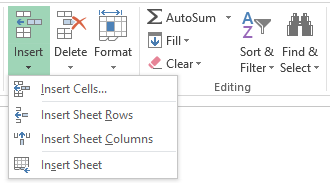 Insert Delete Format
AutoSum
Fill
Clear
Sort &
Filter
Find &
Select
Editing
Insert Cells...
Insert Sheet Rows
Insert Sheet Columns
Insert Sheet